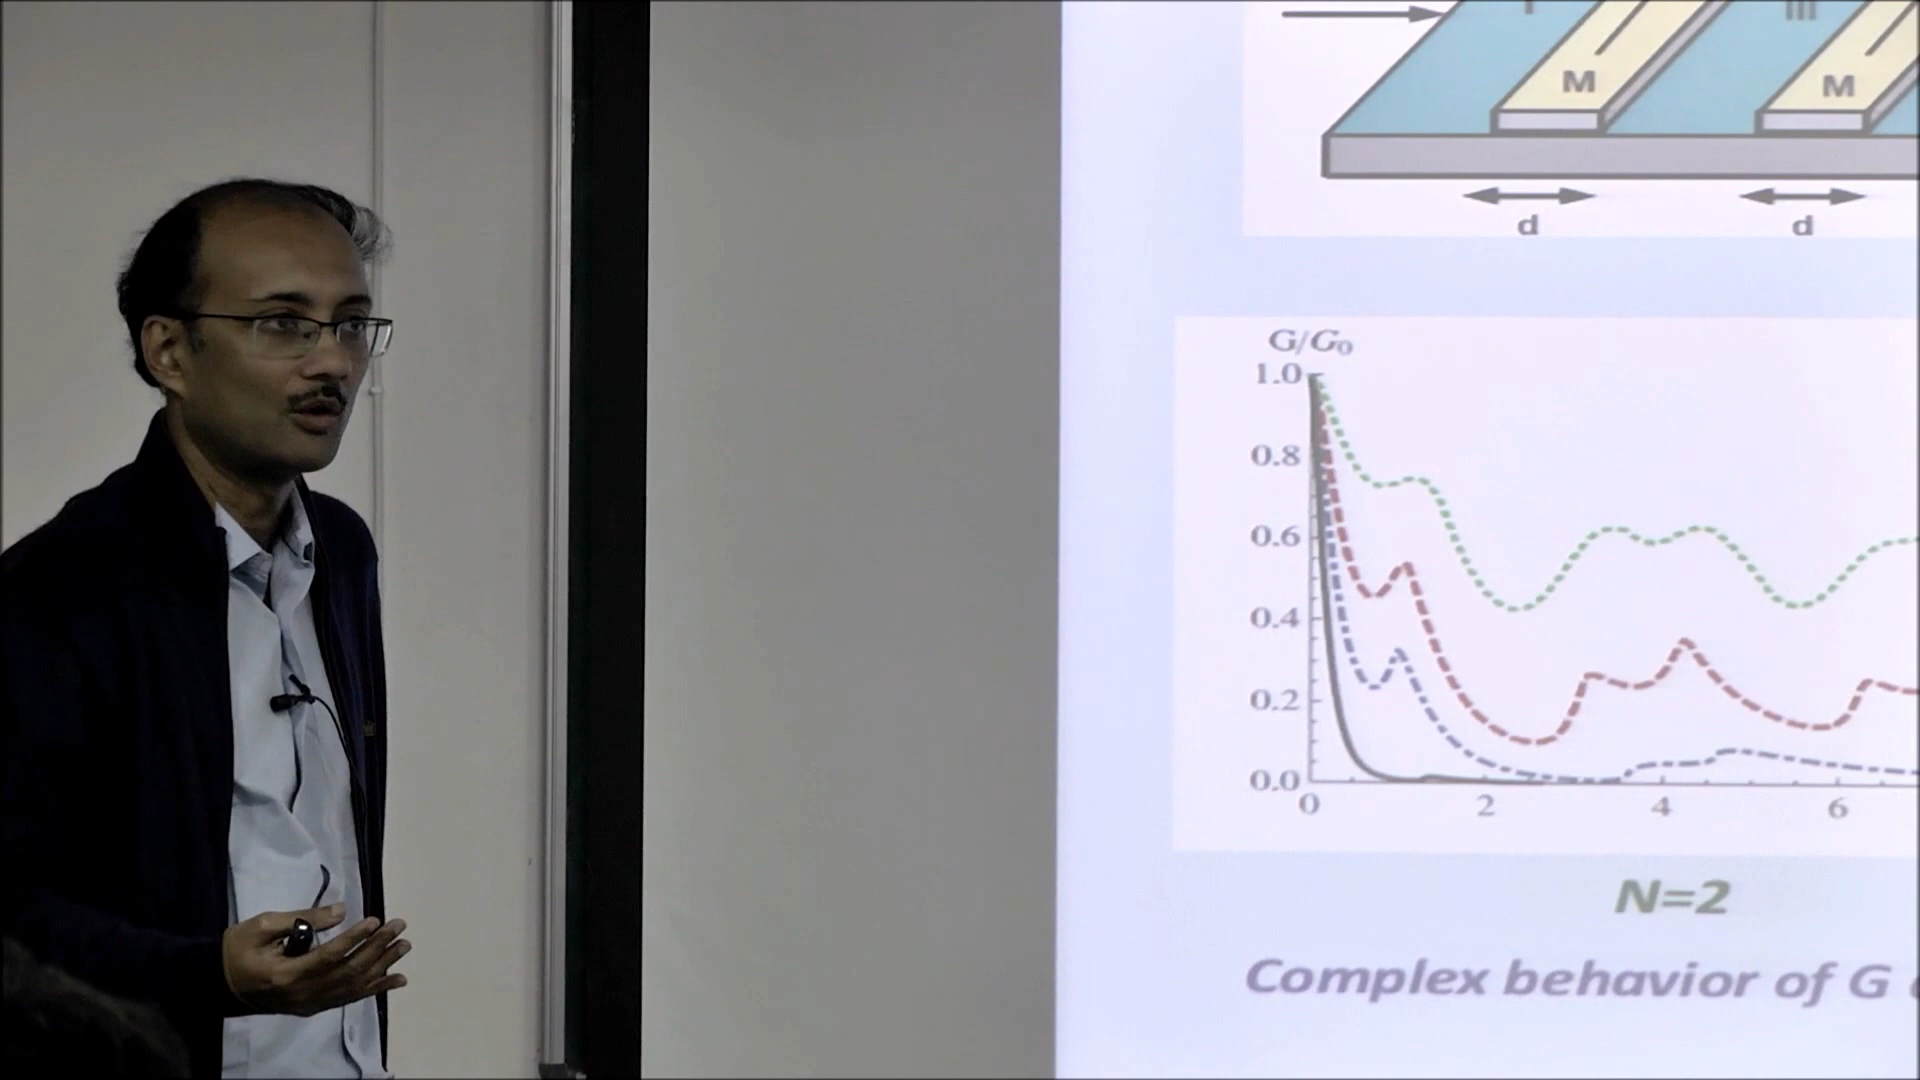 I
III
M
M
d
d
G/G₀
1.0
0.8
0.6
0.4
0.2
0.0
0
2
4
6
N=2
Complex behavior of G